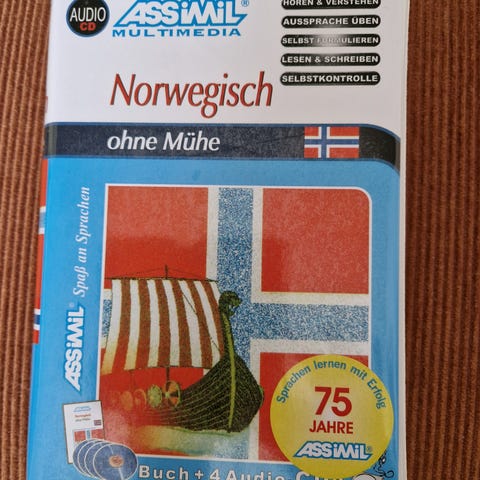 AUDIO
CD
ASSiMiL
MULTIMEDIA
HÖREN & VERSTEHEN
AUSSPRACHE ÜBEN
SELBST FORMULIEREN
LESEN & SCHREIBEN
SELBSTKONTROLLE
Norwegisch
ohne Mühe
ASSiMiL Spaß an Sprachen
Sprachen lernen mit Erfolg
75
JAHRE
ASSiMiL
Buch + 4 Audio-